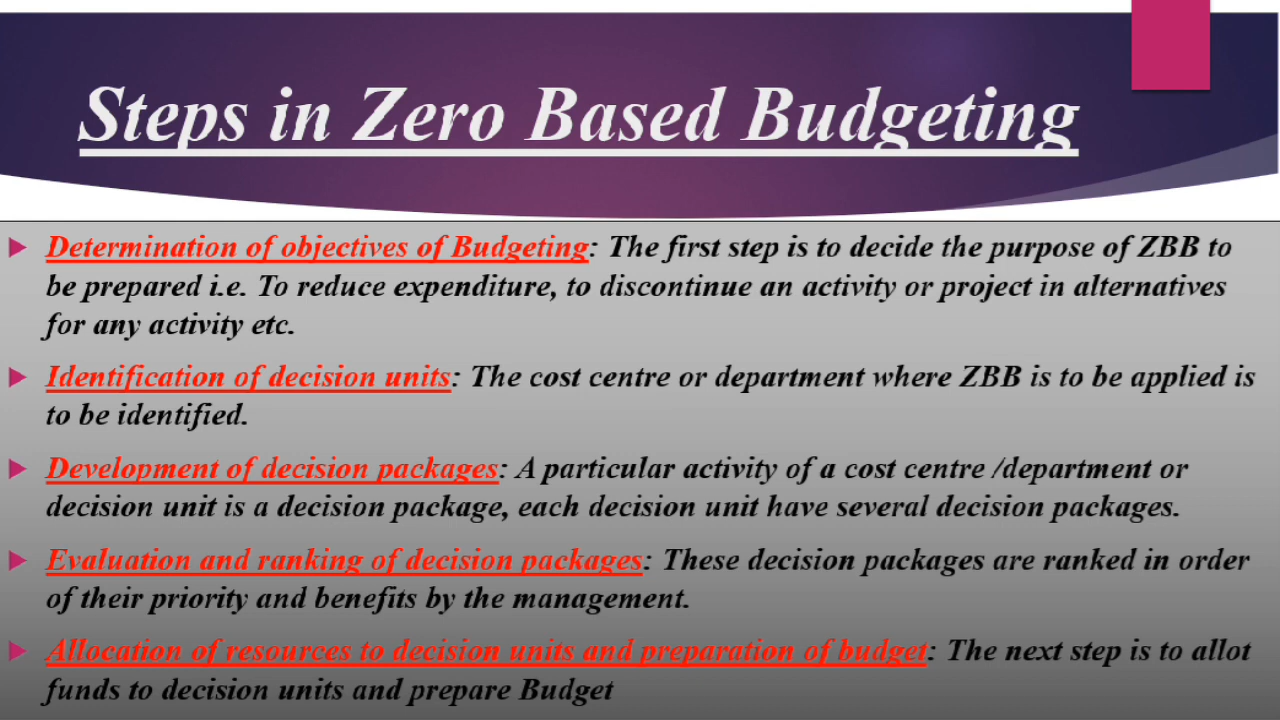 Steps in Zero Based Budgeting
Determination of objectives of Budgeting: The first step is to decide the purpose of ZBB to
be prepared i.e. To reduce expenditure, to discontinue an activity or project in alternatives
for any activity etc.
Identification of decision units: The cost centre or department where ZBB is to be applied is
to be identified.
Development of decision packages: A particular activity of a cost centre /department or
decision unit is a decision package, each decision unit have several decision packages.
Evaluation and ranking of decision packages: These decision packages are ranked in order
of their priority and benefits by the management.
Allocation of resources to decision units and preparation of budget: The next step is to allot
funds to decision units and prepare Budget